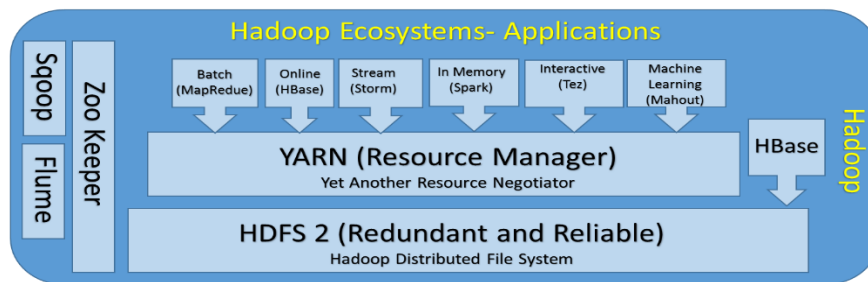 Hadoop Ecosystems- Applications
Sqoop
Flume
Zoo Keeper
Batch
(MapRedue)
Online
(HBase)
Stream
(Storm)
In Memory
(Spark)
Interactive
(Tez)
Machine
Learning
(Mahout)
YARN (Resource Manager)
Yet Another Resource Negotiator
HBase
Hadoop
HDFS 2 (Redundant and Reliable)
Hadoop Distributed File System